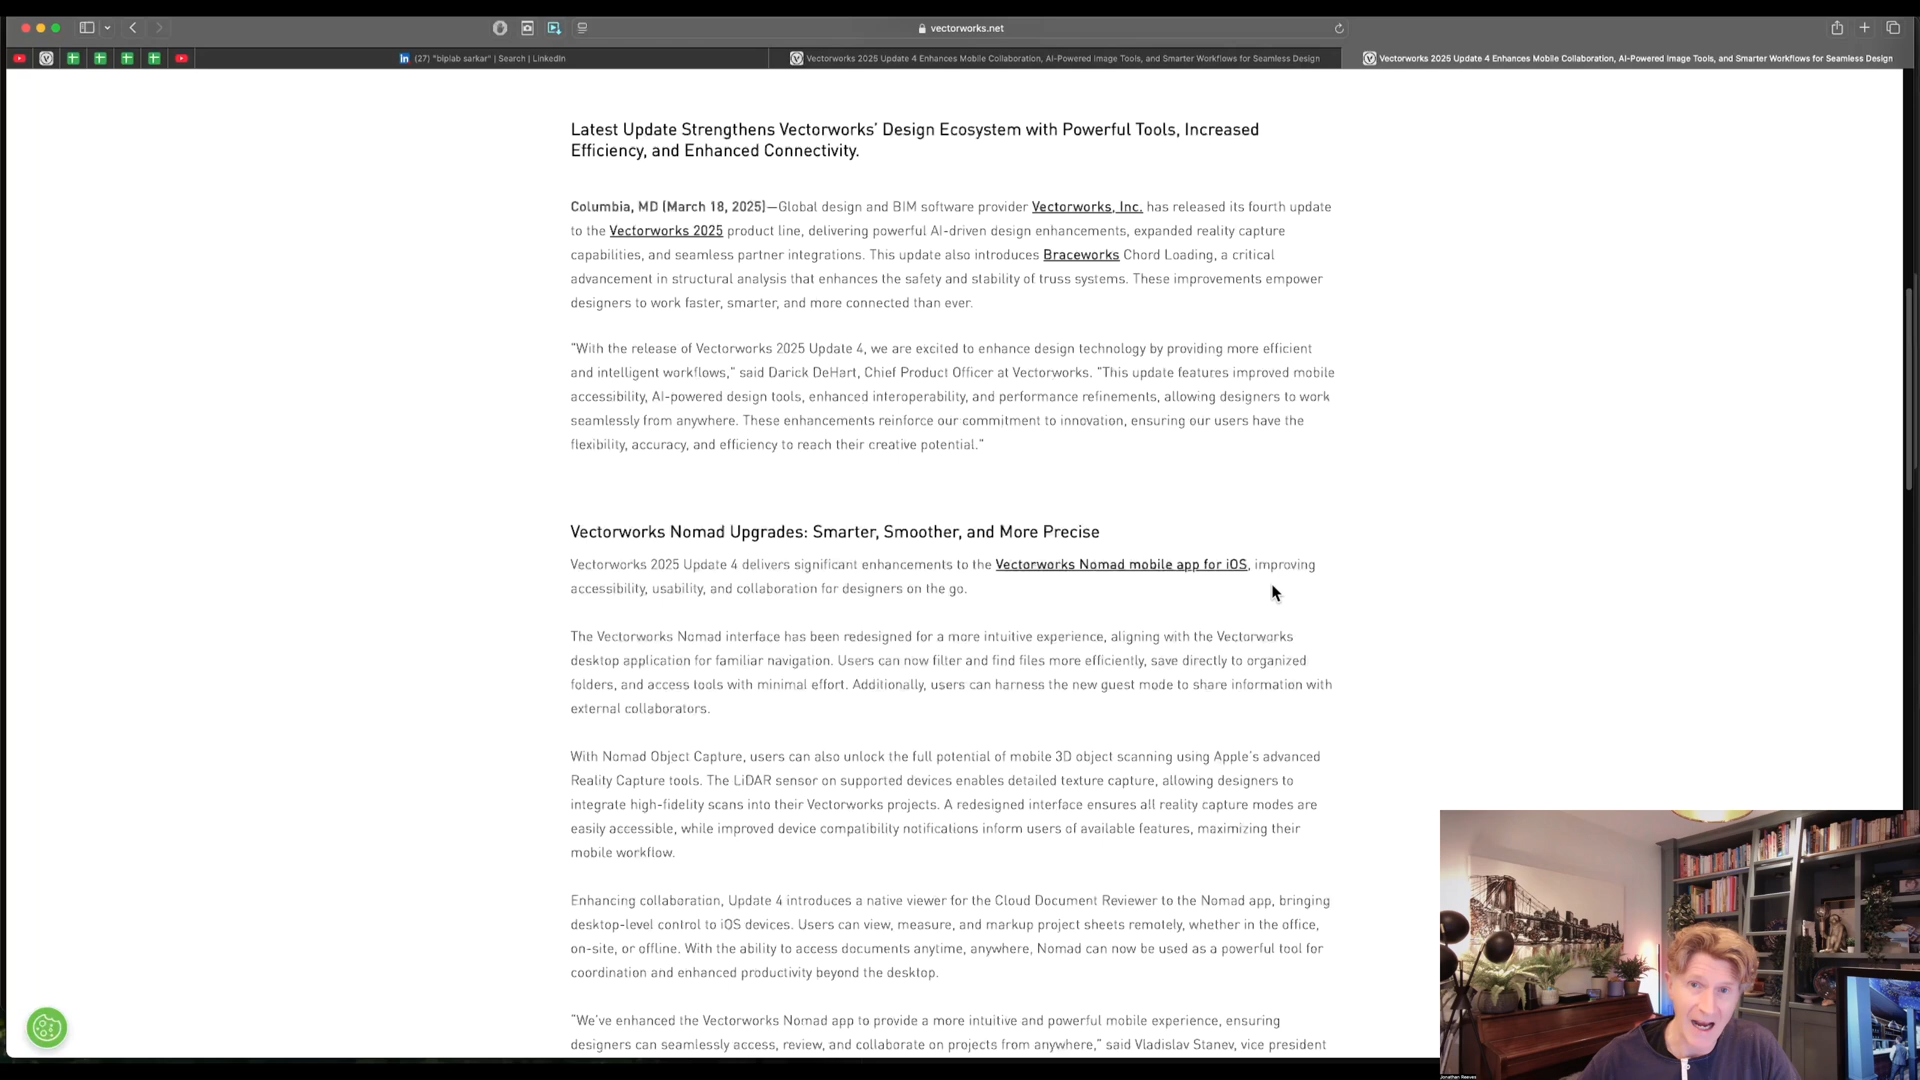 vectorworks.net
(27) "biplab sarkar" | Search | LinkedIn
Vectorworks 2025 Update 4 Enhances Mobile Collaboration, AI-Powered Image Tools, and Smarter Workflows for Seamless Design
Vectorworks 2025 Update 4 Enhances Mobile Collaboration, AI-Powered Image Tools, and Smarter Workflows for Seamless Design
Latest Update Strengthens Vectorworks’ Design Ecosystem with Powerful Tools, Increased
Efficiency, and Enhanced Connectivity.
Columbia, MD (March 18, 2025)—Global design and BIM software provider Vectorworks, Inc. has released its fourth update
to the Vectorworks 2025 product line, delivering powerful AI-driven design enhancements, expanded reality capture
capabilities, and seamless partner integrations. This update also introduces Braceworks Chord Loading, a critical
advancement in structural analysis that enhances the safety and stability of truss systems. These improvements empower
designers to work faster, smarter, and more connected than ever.
“With the release of Vectorworks 2025 Update 4, we are excited to enhance design technology by providing more efficient
and intelligent workflows,” said Darick DeHart, Chief Product Officer at Vectorworks. “This update features improved mobile
accessibility, AI-powered design tools, enhanced interoperability, and performance refinements, allowing designers to work
seamlessly from anywhere. These enhancements reinforce our commitment to innovation, ensuring our users have the
flexibility, accuracy, and efficiency to reach their creative potential.”
Vectorworks Nomad Upgrades: Smarter, Smoother, and More Precise
Vectorworks 2025 Update 4 delivers significant enhancements to the Vectorworks Nomad mobile app for iOS, improving
accessibility, usability, and collaboration for designers on the go.
The Vectorworks Nomad interface has been redesigned for a more intuitive experience, aligning with the Vectorworks
desktop application for familiar navigation. Users can now filter and find files more efficiently, save directly to organized
folders, and access tools with minimal effort. Additionally, users can harness the new guest mode to share information with
external collaborators.
With Nomad Object Capture, users can also unlock the full potential of mobile 3D object scanning using Apple’s advanced
Reality Capture tools. The LiDAR sensor on supported devices enables detailed texture capture, allowing designers to
integrate high-fidelity scans into their Vectorworks projects. A redesigned interface ensures all reality capture modes are
easily accessible, while improved device compatibility notifications inform users of available features, maximizing their
mobile workflow.
Enhancing collaboration, Update 4 introduces a native viewer for the Cloud Document Reviewer to the Nomad app, bringing
desktop-level control to iOS devices. Users can view, measure, and markup project sheets remotely, whether in the office,
on-site, or offline. With the ability to access documents anytime, anywhere, Nomad can now be used as a powerful tool for
coordination and enhanced productivity beyond the desktop.
“We’ve enhanced the Vectorworks Nomad app to provide a more intuitive and powerful mobile experience, ensuring
designers can seamlessly access, review, and collaborate on projects from anywhere,” said Vladislav Stanev, vice president
Jonathan Reeves